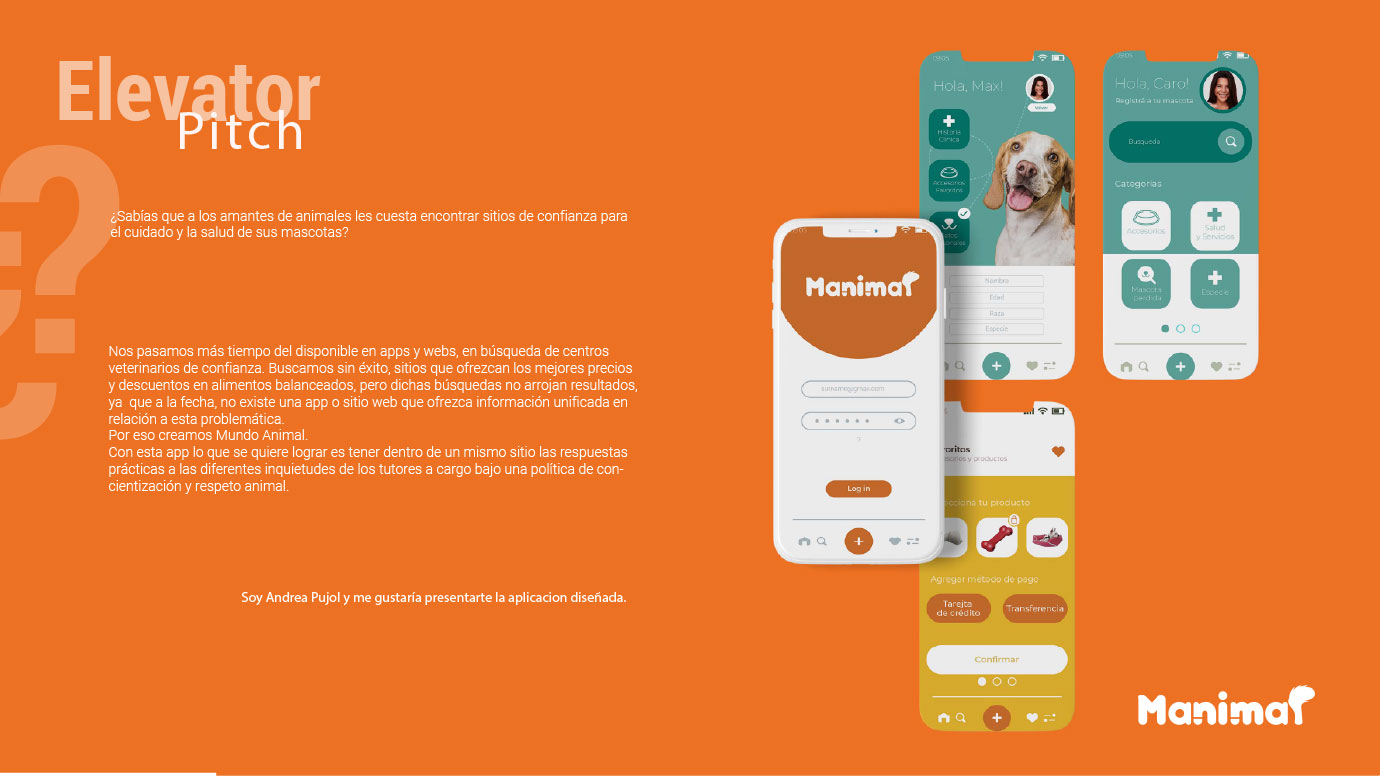 Elevator
Pitch
¿Sabías que a los amantes de animales les cuesta encontrar sitios de confianza para
el cuidado y la salud de sus mascotas?
Nos pasamos más tiempo del disponible en apps y webs, en búsqueda de centros
veterinarios de confianza. Buscamos sin éxito, sitios que ofrezcan los mejores precios
y descuentos en alimentos balanceados, pero dichas búsquedas no arrojan resultados,
ya que a la fecha, no existe una app o sitio web que ofrezca información unificada en
relación a esta problemática.
Por eso creamos Mundo Animal.
Con esta app lo que se quiere lograr es tener dentro de un mismo sitio las respuestas
prácticas a las diferentes inquietudes de los tutores a cargo bajo una política de con-
cientización y respeto animal.
Soy Andrea Pujol y me gustaría presentarte la aplicacion diseñada.
Manimal
Log in
09:05
Hola, Max!
Historia
Clínica
Accesorios
Favoritos
Nombre
Edad
Raza
Especie
09:05
Hola, Caro!
Registrá a tu mascota
Busqueda
Categorías
Accesorios
Salud
y Servicios
Mascota
perdida
Especie
y productos
tu producto
Agregar método de pago
Tarejta
de crédito
Transferencia
Confirmar
Manimal